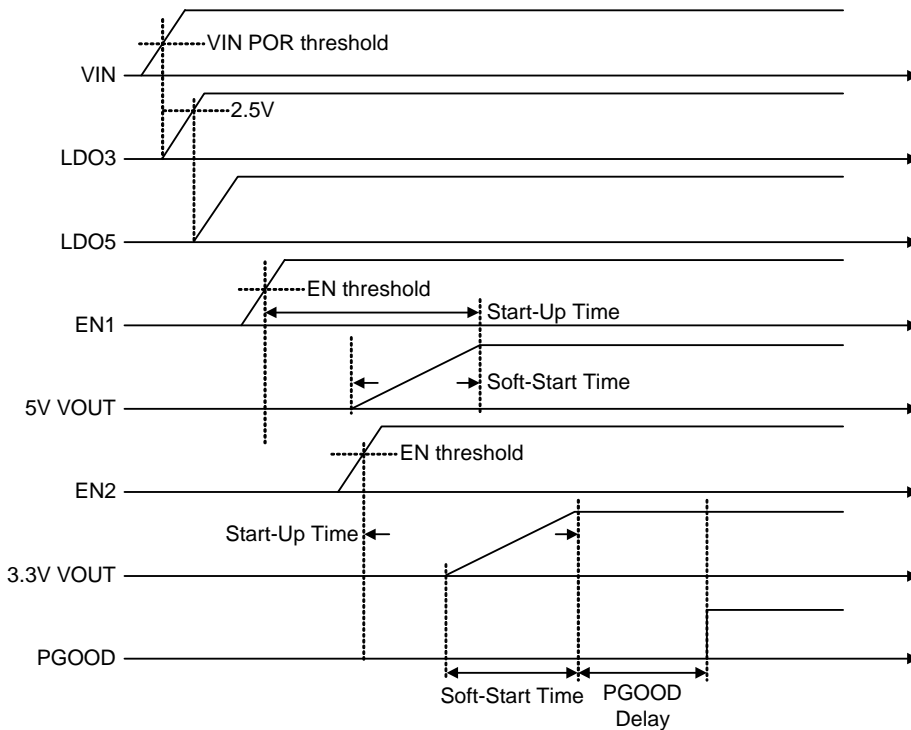 VIN POR threshold
VIN
2.5V
LDO3
LDO5
EN threshold
EN1
Start-Up Time
Soft-Start Time
5V VOUT
EN threshold
EN2
Start-Up Time
3.3V VOUT
PGOOD
Soft-Start Time
PGOOD
Delay